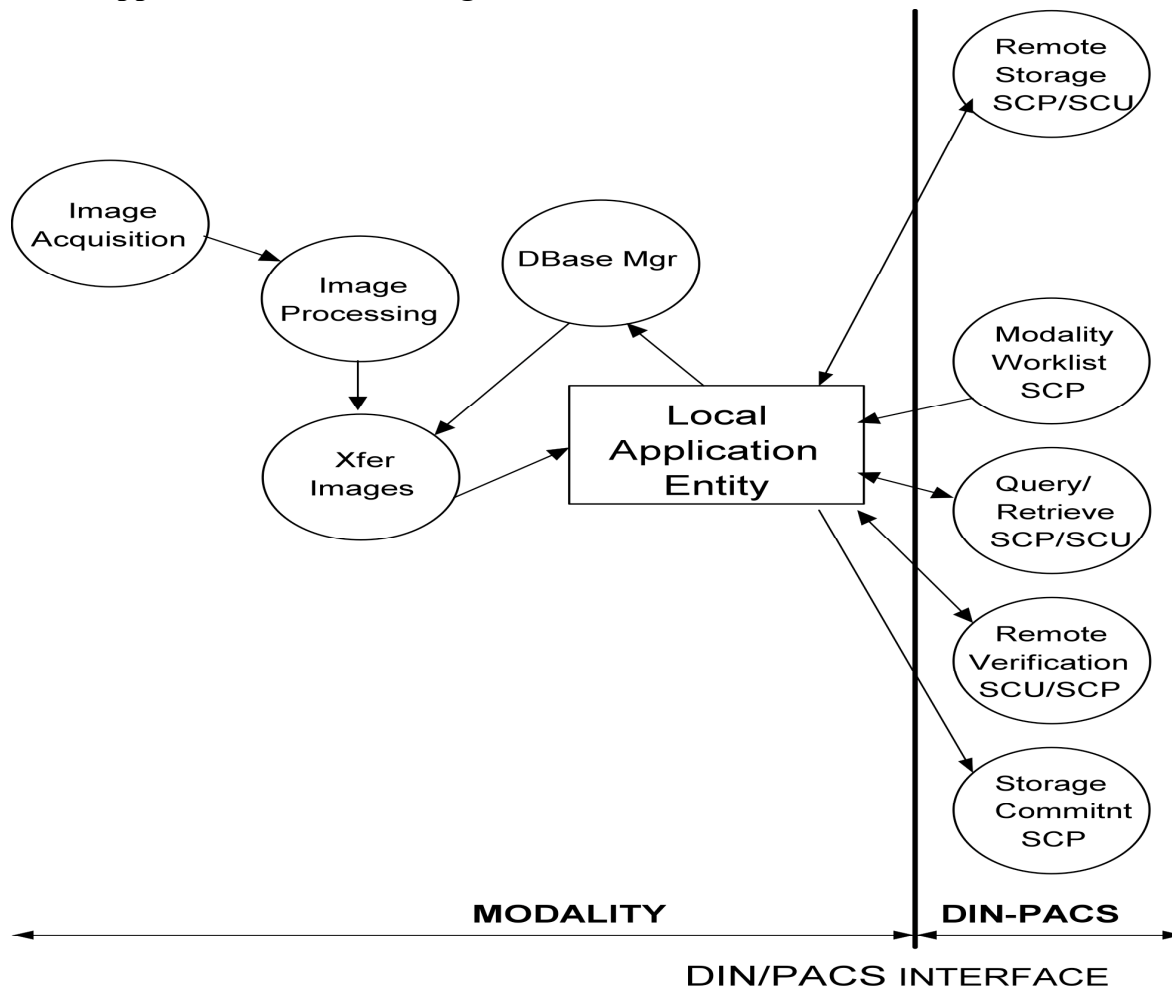 Remote
Storage
SCP/SCU
Image
Acquisition
Image
Processing
DBase Mgr
Modality
Worklist
SCP
Local
Application
Entity
Xfer
Images
Query/
Retrieve
SCP/SCU
Remote
Verification
SCU/SCP
Storage
Commitnt
SCP
MODALITY
DIN-PACS
DIN/PACS INTERFACE